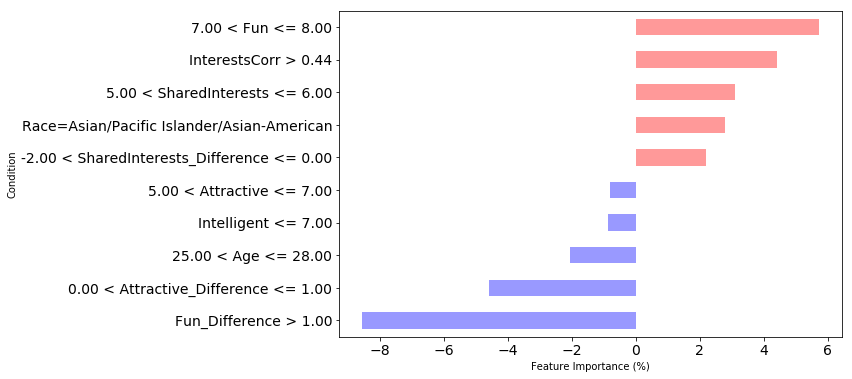 7.00 < Fun <= 8.00
InterestsCorr > 0.44
5.00 < SharedInterests <= 6.00
Race=Asian/Pacific Islander/Asian-American
-2.00 < SharedInterests_Difference <= 0.00
5.00 < Attractive <= 7.00
Intelligent <= 7.00
25.00 < Age <= 28.00
0.00 < Attractive_Difference <= 1.00
Fun_Difference > 1.00
Condition
−8 −6 −4 −2 0 2 4 6
Feature Importance (%)